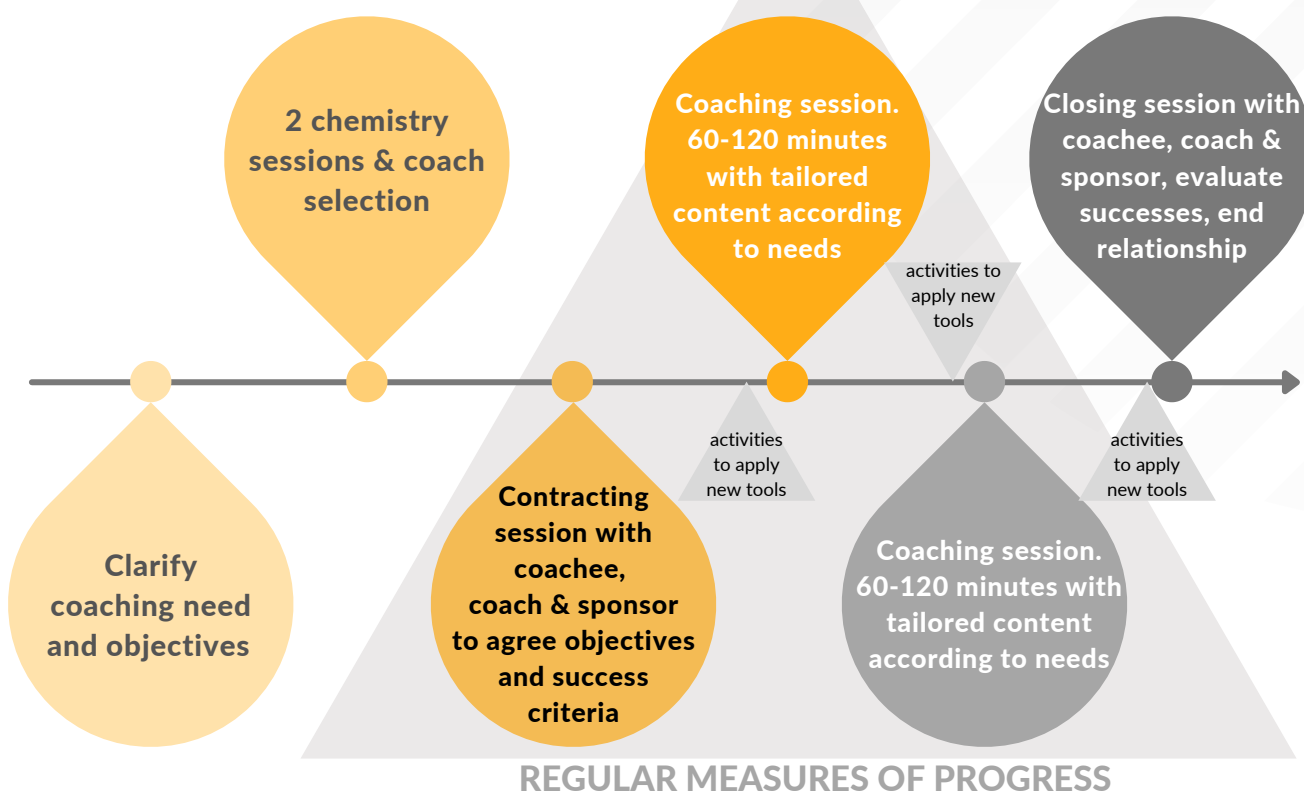 Clarify
coaching need
and objectives
2 chemistry
sessions & coach
selection
Contracting
session with
coachee,
coach & sponsor
to agree objectives
and success
criteria
activities
to apply
new tools
Coaching session.
60-120 minutes
with tailored
content according
to needs
activities to
apply new
tools
Coaching session.
60-120 minutes with
tailored content
according to needs
activities
to apply
new tools
Closing session with
coachee, coach &
sponsor, evaluate
successes, end
relationship
REGULAR MEASURES OF PROGRESS